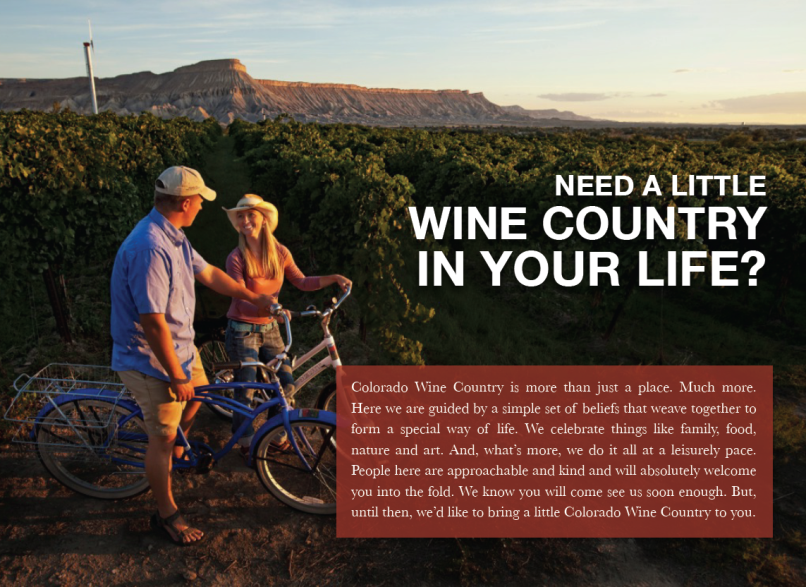 NEED A LITTLE
WINE COUNTRY
IN YOUR LIFE?
Colorado Wine Country is more than just a place. Much more.
Here we are guided by a simple set of beliefs that weave together to
form a special way of life. We celebrate things like family, food,
nature and art. And, what's more, we do it all at a leisurely pace.
People here are approachable and kind and will absolutely welcome
you into the fold. We know you will come see us soon enough. But,
until then, we'd like to bring a little Colorado Wine Country to you.